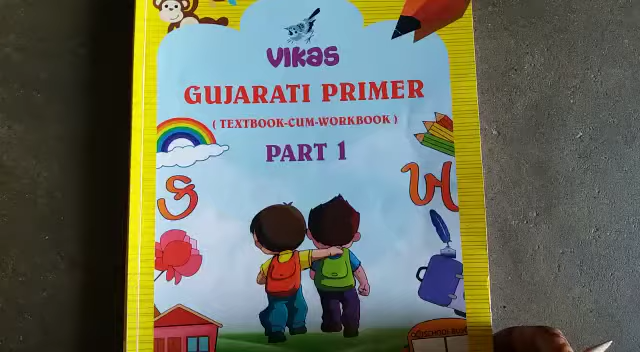 VIKAS
GUJARATI PRIMER
( TEXTBOOK-CUM-WORKBOOK )
PART 1
ક
ખ